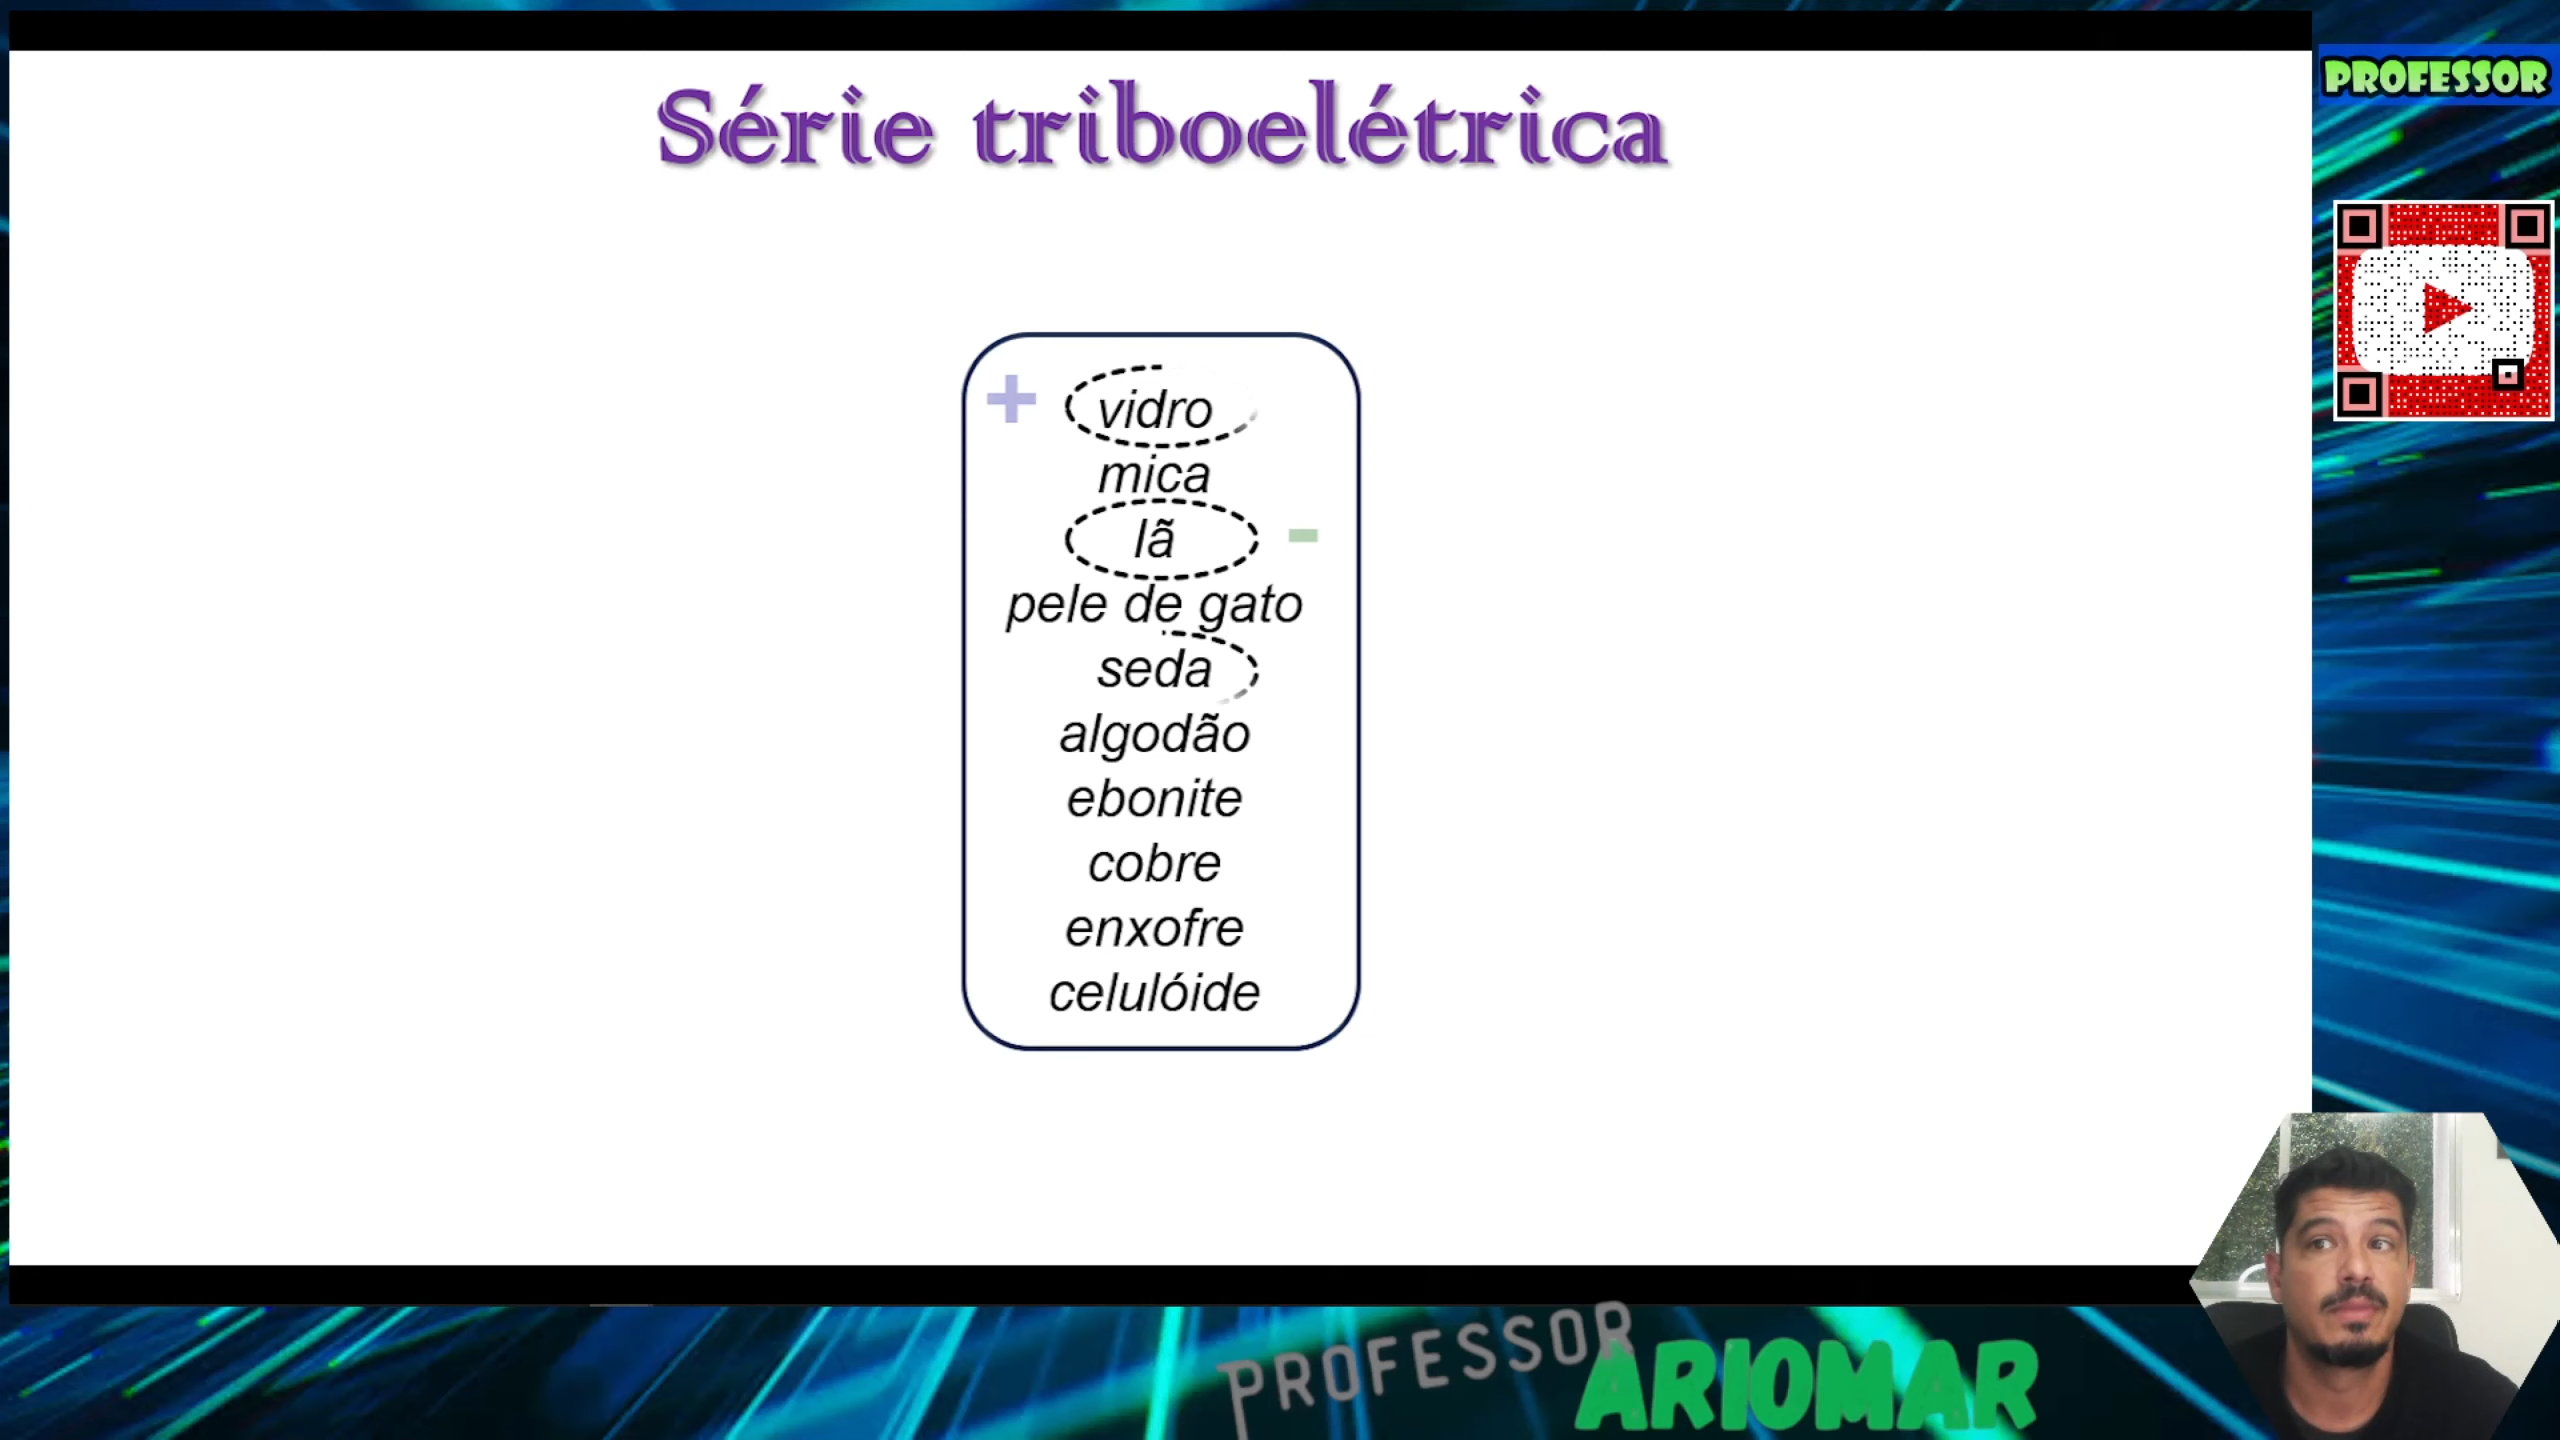 Série triboelétrica
PROFESSOR
+ vidro
mica
lã -
pele de gato
seda
algodão
ebonite
cobre
enxofre
celulóide
PROFESSOR
ARIOMAR